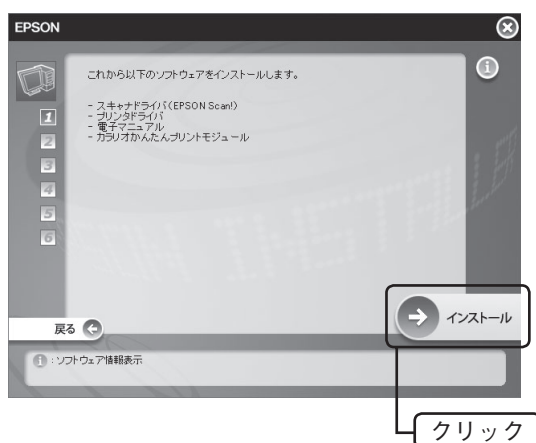 EPSON
これから以下のソフトウェアをインストールします。
- スキャナドライバ(EPSON Scan!)
- プリンタドライバ
- 電子マニュアル
- カラリオかんたんプリントモジュール
1
2
3
4
5
6
インストール
戻る
i : ソフトウェア情報表示
クリック